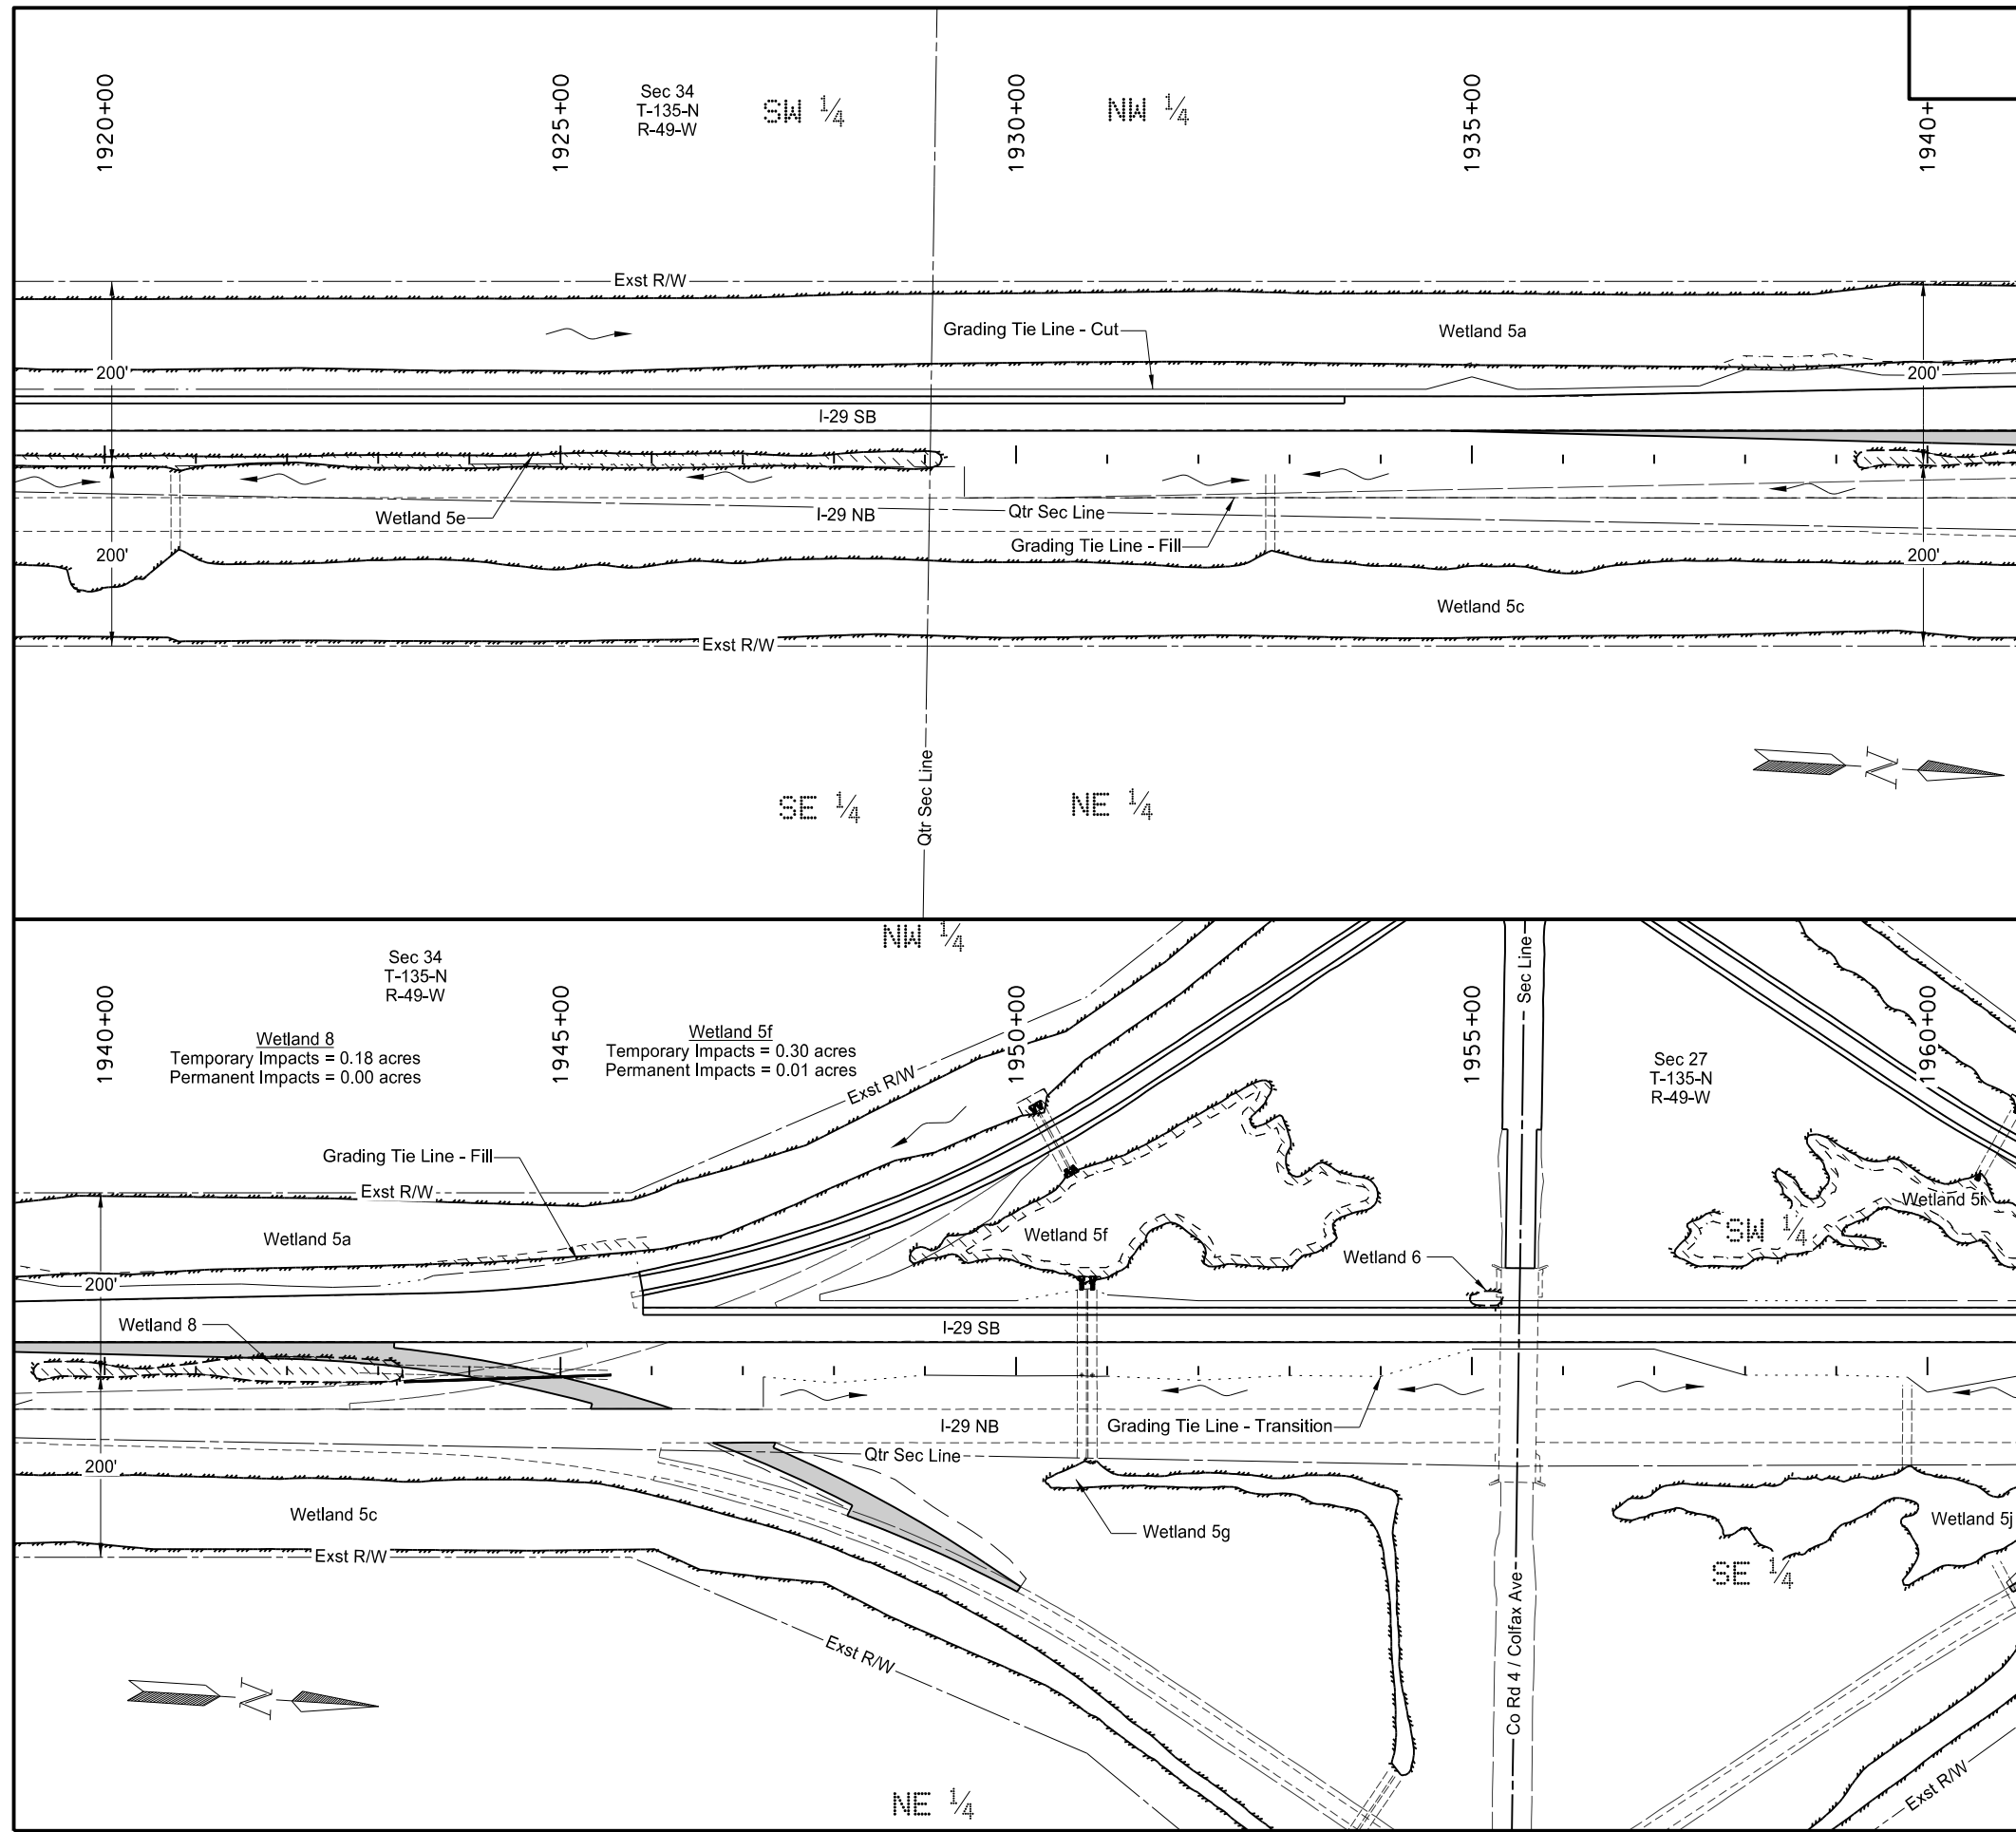 1920+00
1925+00
Sec 34
T-135-N
R-49-W
SW 1/4
1930+00
NW 1/4
1935+00
1940+
Exst R/W
Grading Tie Line - Cut
Wetland 5a
200'
200'
I-29 SB
Wetland 5e
I-29 NB
Qtr Sec Line
Grading Tie Line - Fill
200'
200'
Wetland 5c
Exst R/W
Qtr Sec Line
N
SE 1/4
NE 1/4
NW 1/4
Sec 34
T-135-N
R-49-W
1940+00
1945+00
1950+00
1955+00
1960+00
Sec Line
Wetland 8
Temporary Impacts = 0.18 acres
Permanent Impacts = 0.00 acres
Wetland 5f
Temporary Impacts = 0.30 acres
Permanent Impacts = 0.01 acres
Sec 27
T-135-N
R-49-W
Exst R/W
Grading Tie Line - Fill
Exst R/W
Wetland 5a
Wetland 5f
Wetland 5i
SW 1/4
Wetland 6
200'
Wetland 8
I-29 SB
I-29 NB
Grading Tie Line - Transition
Qtr Sec Line
200'
Wetland 5c
Wetland 5g
Wetland 5j
Exst R/W
SE 1/4
Co Rd 4 / Colfax Ave
Exst R/W
N
NE 1/4
Exst R/W